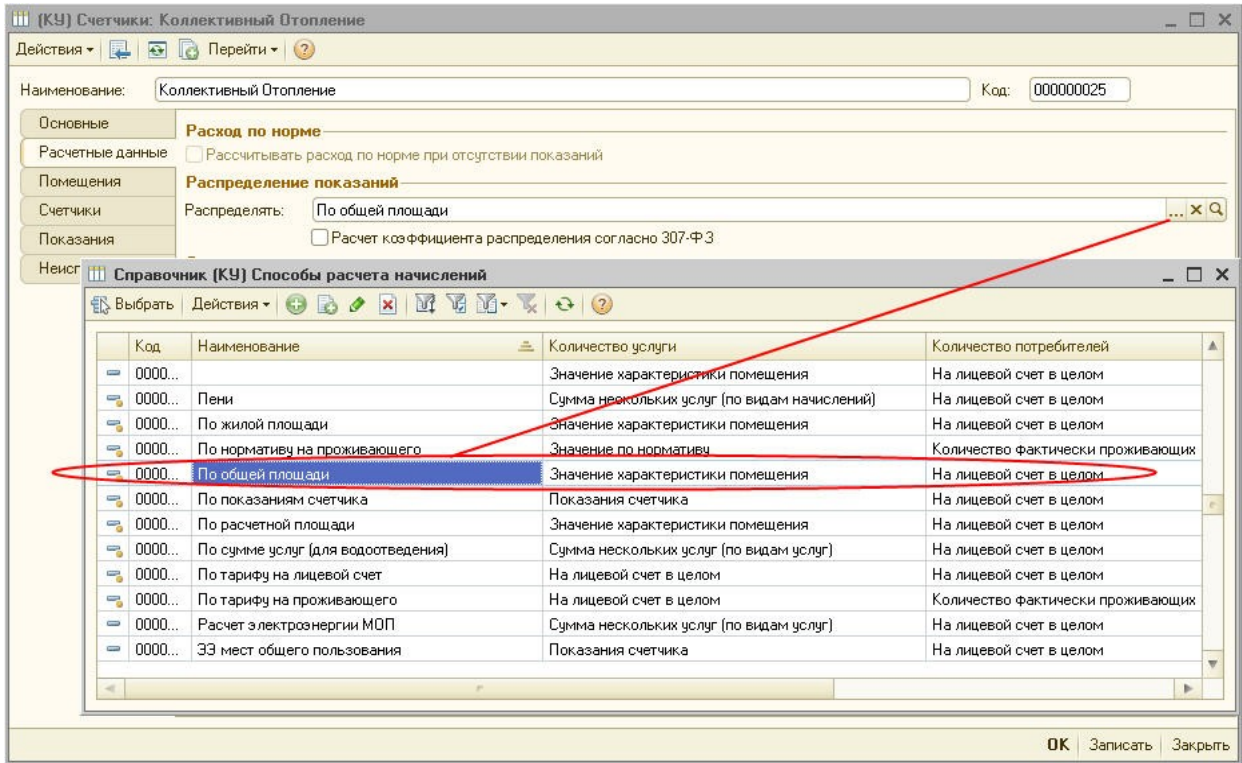 (КУ) Счетчики: Коллективный Отопление
Действия Перейти
Наименование: Коллективный Отопление Код: 000000025
Основные
Расчетные данные
Помещения
Счетчики
Показания
Неисг
Расход по норме
Рассчитывать расход по норме при отсутствии показаний
Распределение показаний
Распределять: По общей площади ...
Расчет коэффициента распределения согласно 307-ФЗ
Справочник (КУ) Способы расчета начислений
Выбрать Действия
Код Наименование Количество услуги Количество потребителей
0000... Значение характеристики помещения На лицевой счет в целом
0000... Пени Сумма нескольких услуг (по видам начислений) На лицевой счет в целом
0000... По жилой площади Значение характеристики помещения На лицевой счет в целом
0000... По нормативу на проживающего Значение по нормативу Количество фактически проживающих
0000... По общей площади Значение характеристики помещения На лицевой счет в целом
0000... По показаниям счетчика Показания счетчика На лицевой счет в целом
0000... По расчетной площади Значение характеристики помещения На лицевой счет в целом
0000... По сумме услуг (для водоотведения) Сумма нескольких услуг (по видам услуг) На лицевой счет в целом
0000... По тарифу на лицевой счет На лицевой счет в целом На лицевой счет в целом
0000... По тарифу на проживающего На лицевой счет в целом Количество фактически проживающих
0000... Расчет электроэнергии МОП Сумма нескольких услуг (по видам услуг) На лицевой счет в целом
0000... ЭЭ мест общего пользования Показания счетчика На лицевой счет в целом
OK Записать Закрыть